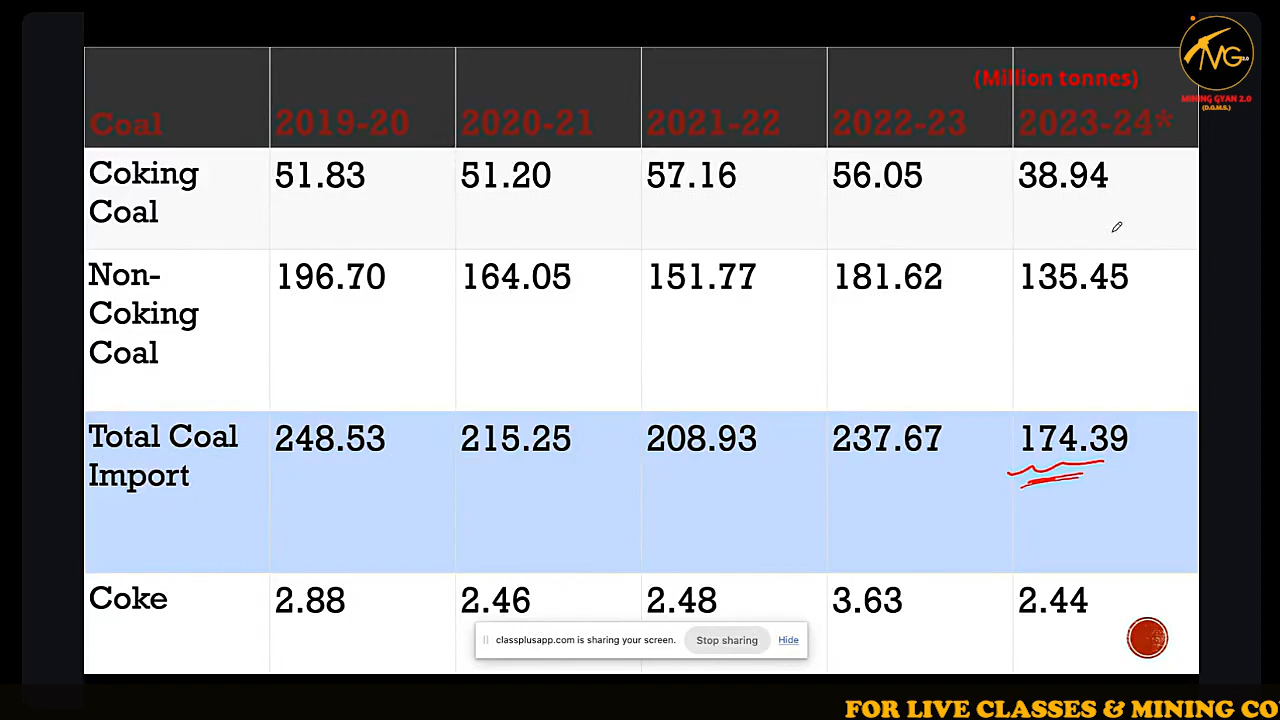 (Million tonnes)
Coal 2019-20 2020-21 2021-22 2022-23 2023-24*
Coking 51.83 51.20 57.16 56.05 38.94
Coal
Non- 196.70 164.05 151.77 181.62 135.45
Coking
Coal
Total Coal 248.53 215.25 208.93 237.67 174.39
Import
Coke 2.88 2.46 2.48 3.63 2.44
classplusapp.com is sharing your screen. Stop sharing Hide
MG 2.0
MINING GYAN 2.0
(D.G.M.S.)
FOR LIVE CLASSES & MINING CO